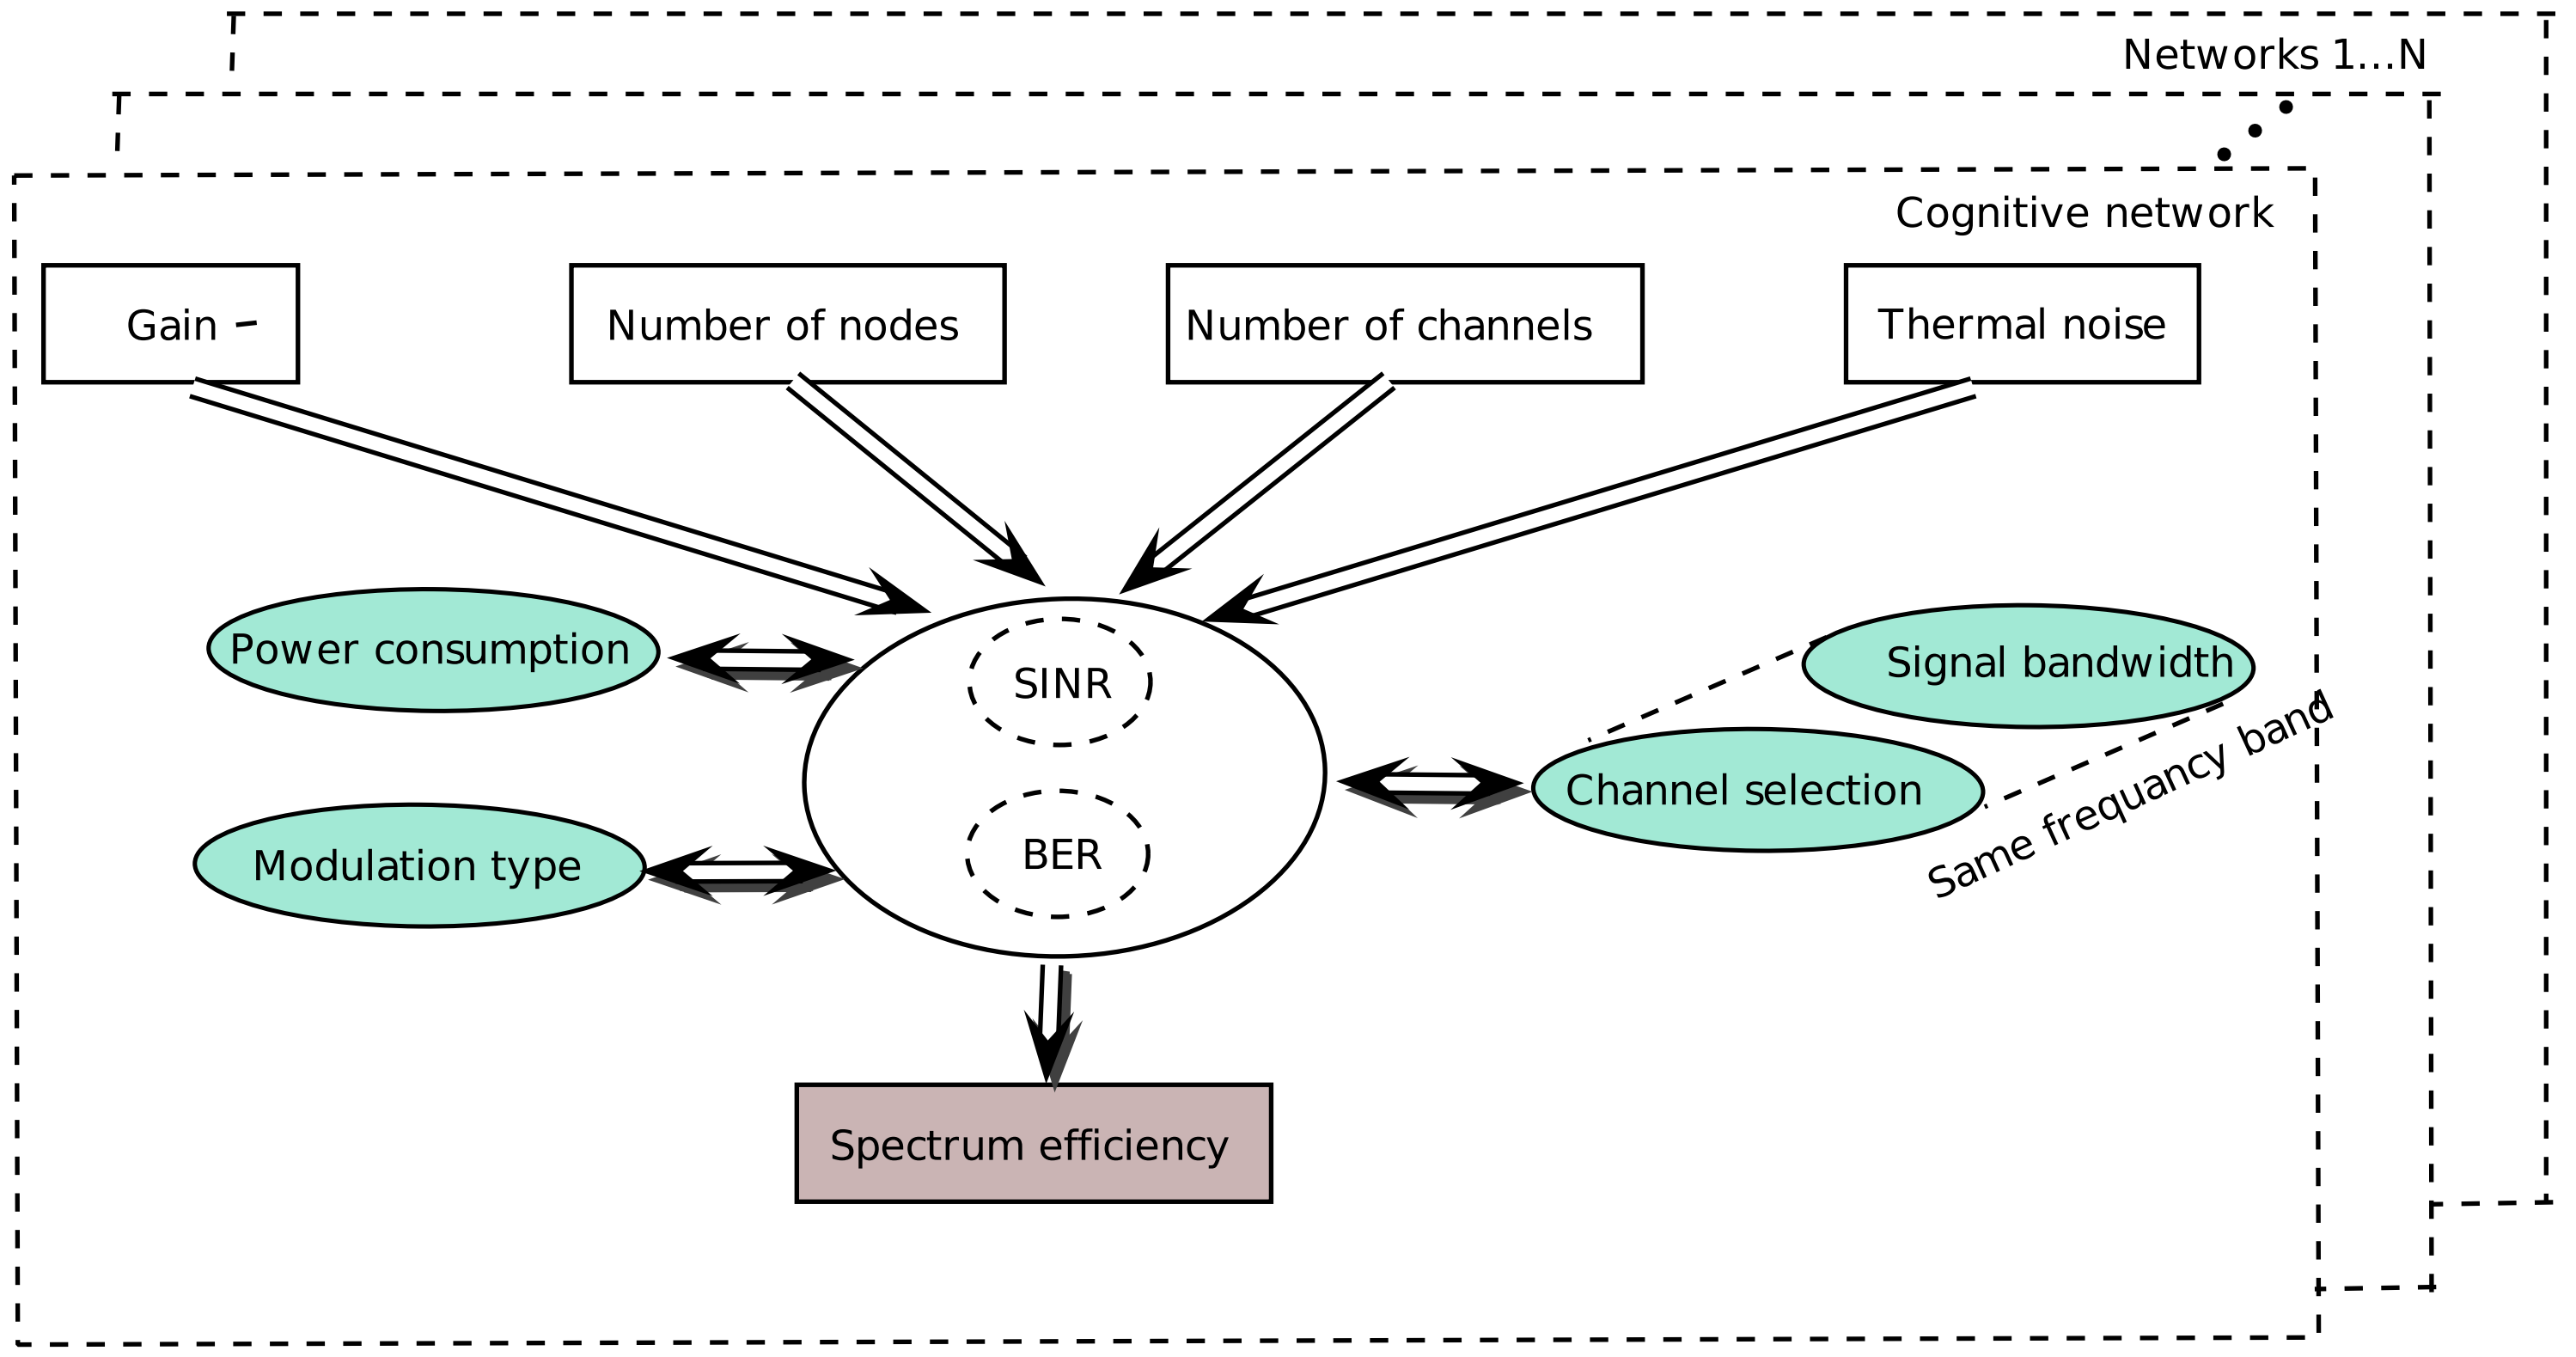 Networks 1...N
Cognitive network
Gain –
Number of nodes
Number of channels
Thermal noise
Power consumption
SINR
Signal bandwidth
Channel selection
Same frequancy band
Modulation type
BER
Spectrum efficiency